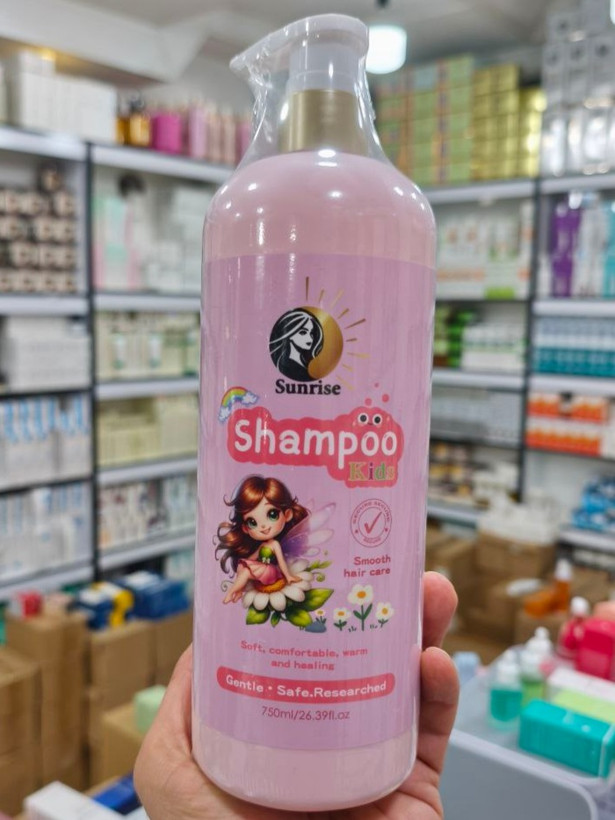 Sunrise
Shampoo
Kids
Smooth
hair care
Soft, comfortable, warm
and healing
Gentle • Safe.Researched
750ml/26.39fl.oz